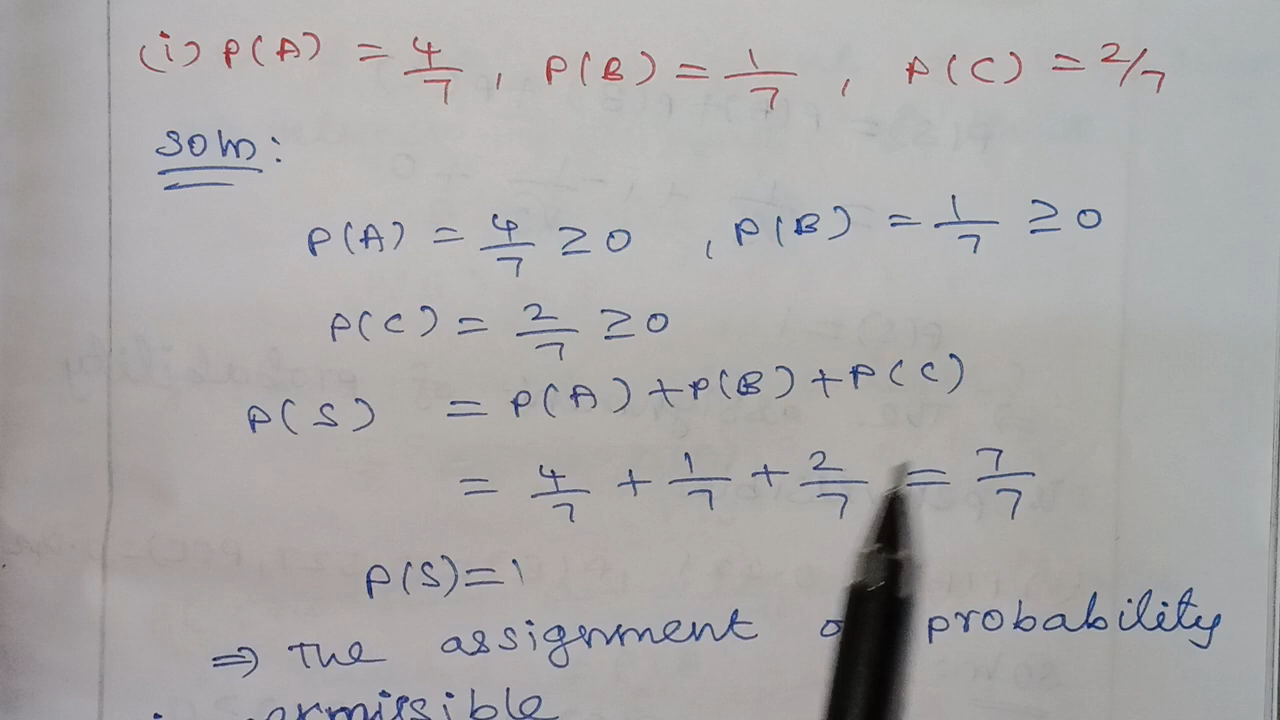 (i) P(A) = 4/7, P(B) = 1/7, P(C) = 2/7
Soln:
P(A) = 4/7 ≥ 0, P(B) = 1/7 ≥ 0
P(C) = 2/7 ≥ 0
P(S) = P(A) + P(B) + P(C)
= 4/7 + 1/7 + 2/7 = 7/7
P(S) = 1
⇒ The assignment probability